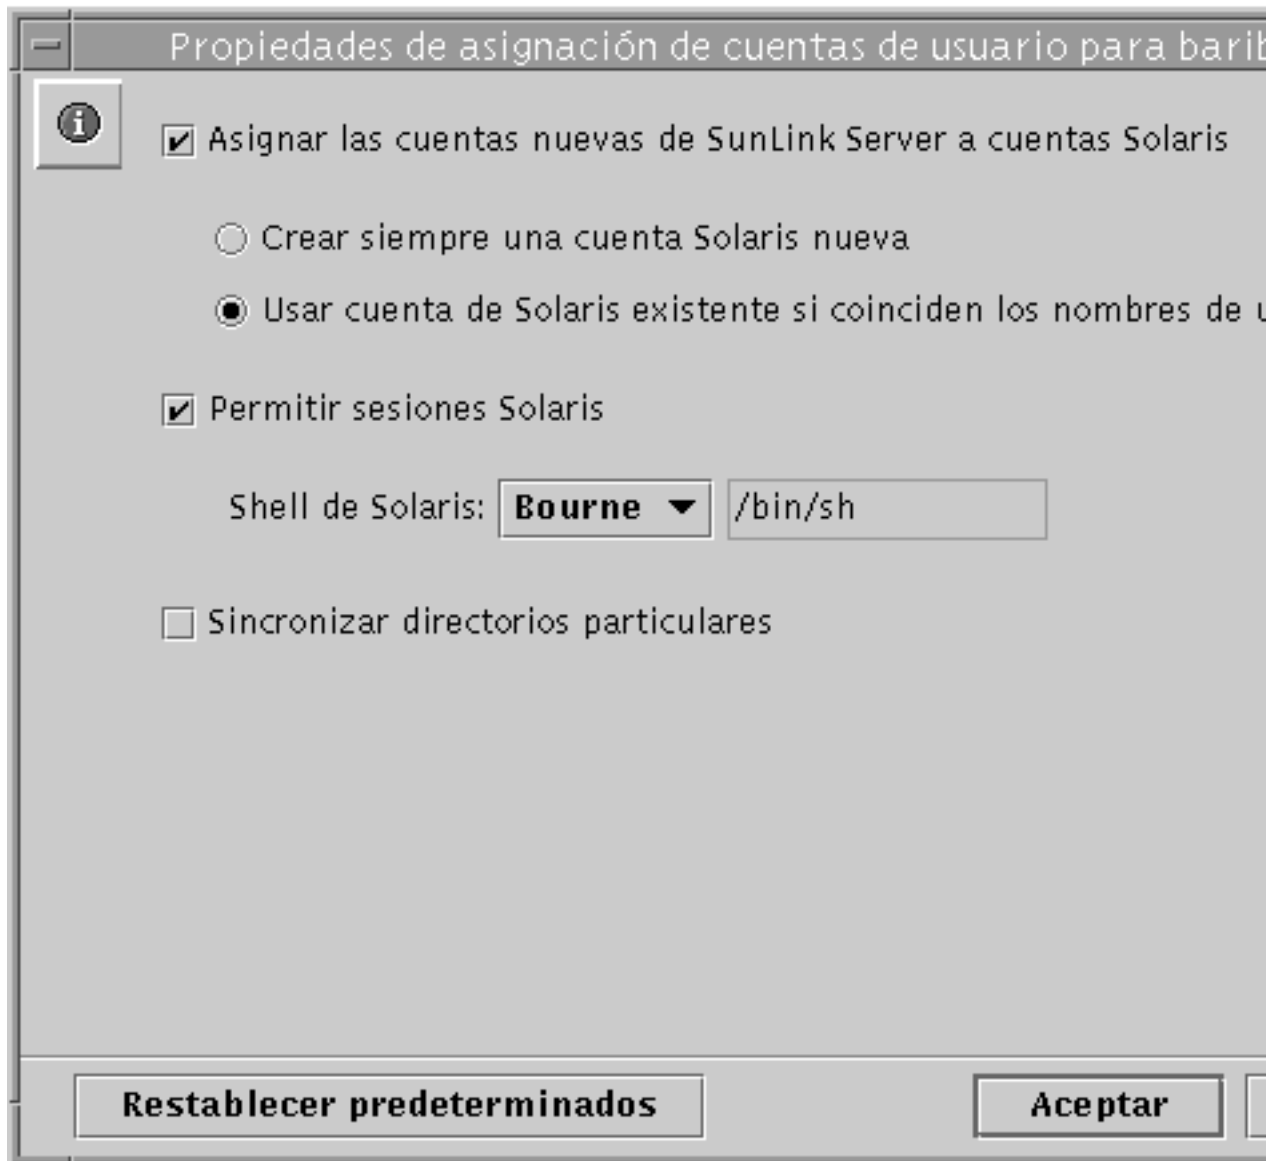 Propiedades de asignación de cuentas de usuario para
Asignar las cuentas nuevas de SunLink Server a cuentas Solaris
Crear siempre una cuenta Solaris nueva
Usar cuenta de Solaris existente si coinciden los nombres de
Permitir sesiones Solaris
Shell de Solaris: Bourne /bin/sh
Sincronizar directorios particulares
Restablecer predeterminados Aceptar